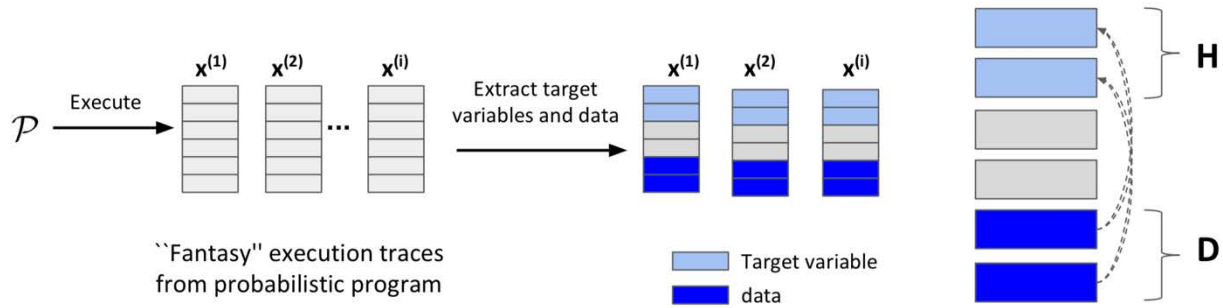 𝒫
Execute
x(1)
x(2)
...
x(i)
``Fantasy'' execution traces
from probabilistic program
Extract target
variables and data
x(1)
x(2)
x(i)
Target variable
data
H
D